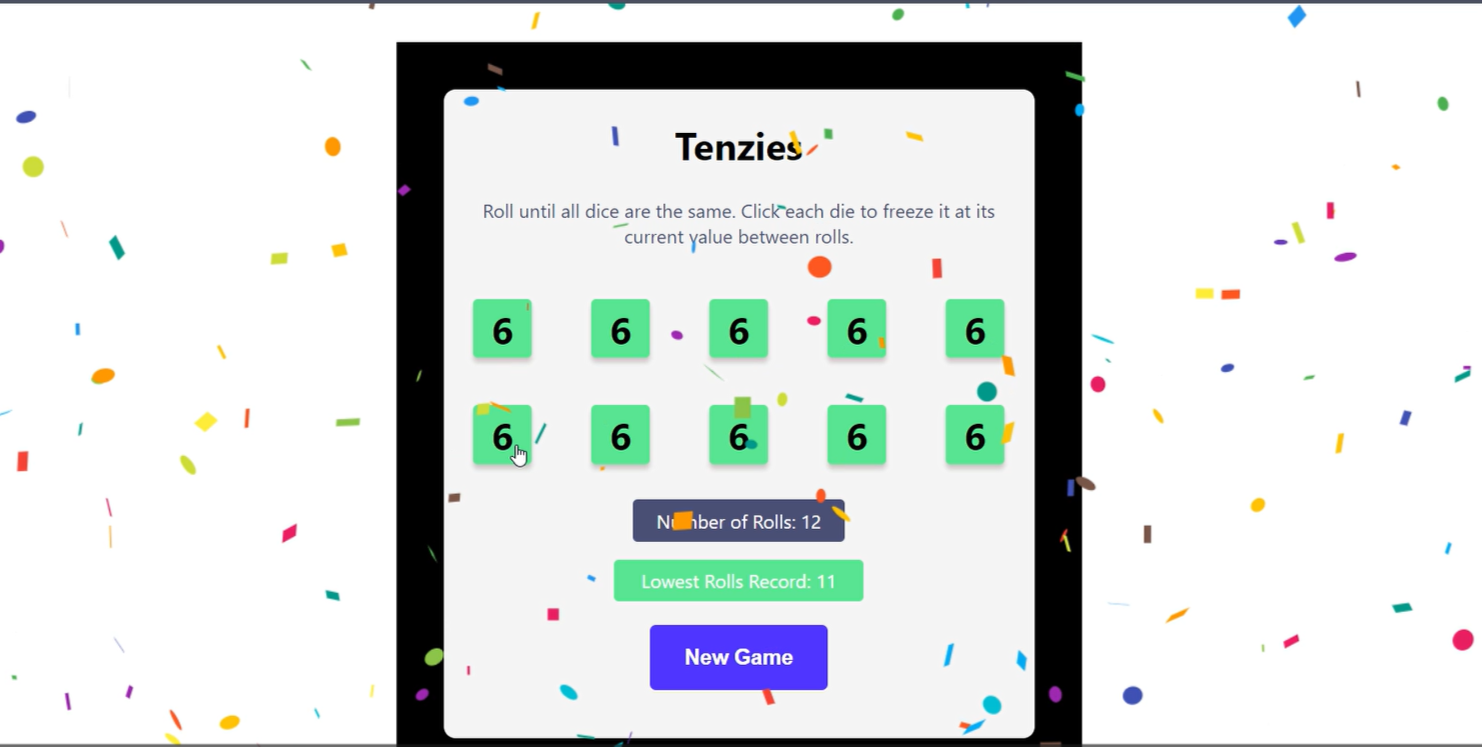 Tenzies
Roll until all dice are the same. Click each die to freeze it at its
current value between rolls.
6 6 6 6 6
6 6 6 6 6
Number of Rolls: 12
Lowest Rolls Record: 11
New Game